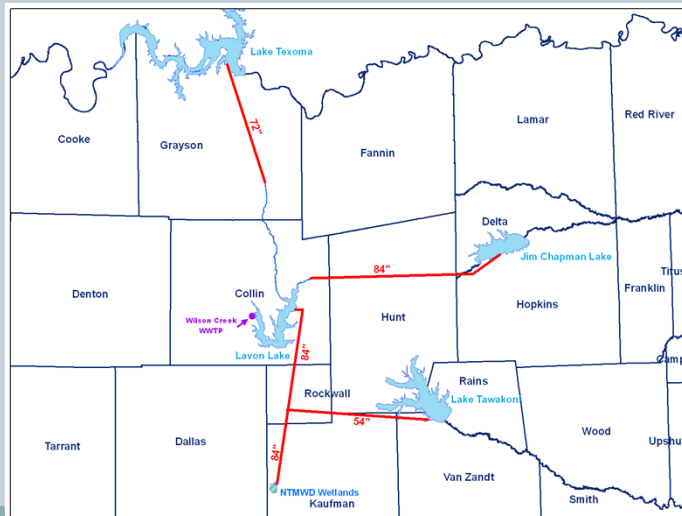 Lake Texoma
Red River
Lamar
Cooke
Grayson
72"
Fannin
Delta
Jim Chapman Lake
84"
Denton
Collin
Franklin
Titus
Hopkins
Hunt
Wilson Creek
WWTP
Lavon Lake
84"
Rains
Rockwall
Lake Tawakoni
54"
Wood
Tarrant
Dallas
84"
Van Zandt
NTMWD Wetlands
Kaufman
Smith